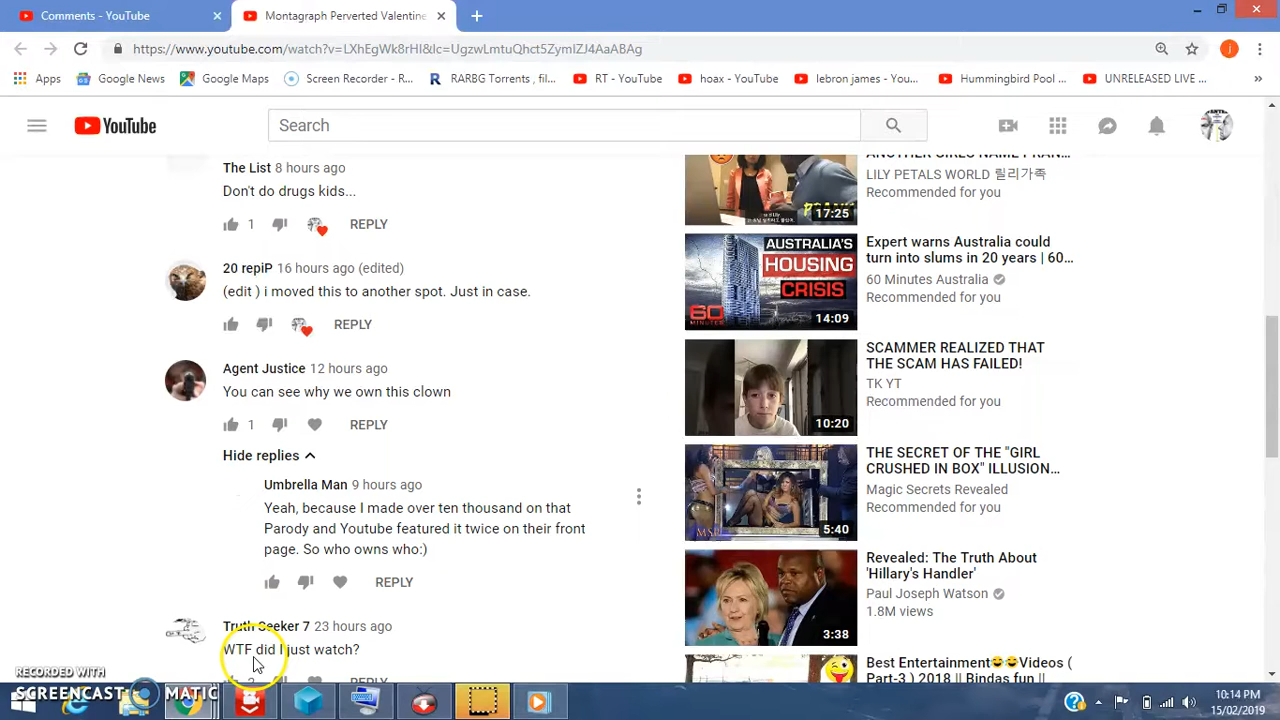 Comments - YouTube
Montagraph Perverted Valentine
https://www.youtube.com/watch?v=LXhEgWk8rHI&lc=UgzwLmtuQhct5ZymIZJ4AaABAg
j
Apps Google News Google Maps Screen Recorder - R... RARBG Torrents , fil... RT - YouTube hoax - YouTube lebron james - You... Hummingbird Pool ... UNRELEASED LIVE ... »
YouTube
Search
The List 8 hours ago
Don't do drugs kids...
1 REPLY
20 repiP 16 hours ago (edited)
(edit ) i moved this to another spot. Just in case.
REPLY
Agent Justice 12 hours ago
You can see why we own this clown
1 REPLY
Hide replies
Umbrella Man 9 hours ago
Yeah, because I made over ten thousand on that
Parody and Youtube featured it twice on their front
page. So who owns who:)
REPLY
Truth Seeker 7 23 hours ago
WTF did I just watch?
REPLY
ANOTHER GIRLS NAME PRAN...
LILY PETALS WORLD 릴리가족
Recommended for you
17:25
AUSTRALIA'S
HOUSING
CRISIS
60
MINUTES
14:09
Expert warns Australia could
turn into slums in 20 years | 60...
60 Minutes Australia
Recommended for you
SCAMMER REALIZED THAT
THE SCAM HAS FAILED!
TK YT
Recommended for you
10:20
THE SECRET OF THE "GIRL
CRUSHED IN BOX" ILLUSION...
Magic Secrets Revealed
Recommended for you
5:40
Revealed: The Truth About
'Hillary's Handler'
Paul Joseph Watson
1.8M views
3:38
Best Entertainment😂😂Videos (
Part-3 ) 2018 || Bindas fun ||
RECORDED WITH
SCREENCAST MATIC
10:14 PM
15/02/2019